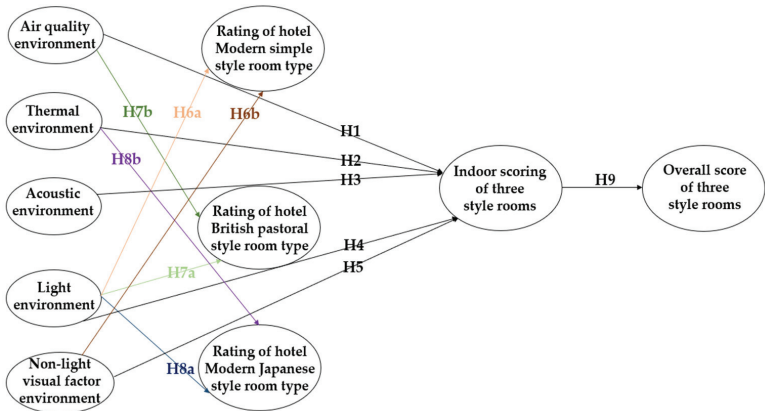 Air quality
environment
Thermal
environment
Acoustic
environment
Light
environment
Non-light
visual factor
environment
Rating of hotel
Modern simple
style room type
Rating of hotel
British pastoral
style room type
Rating of hotel
Modern Japanese
style room type
H7b
H6a
H6b
H8b
H1
H2
H3
H4
H5
H7a
H8a
Indoor scoring
of three
style rooms
H9
Overall score
of three
style rooms